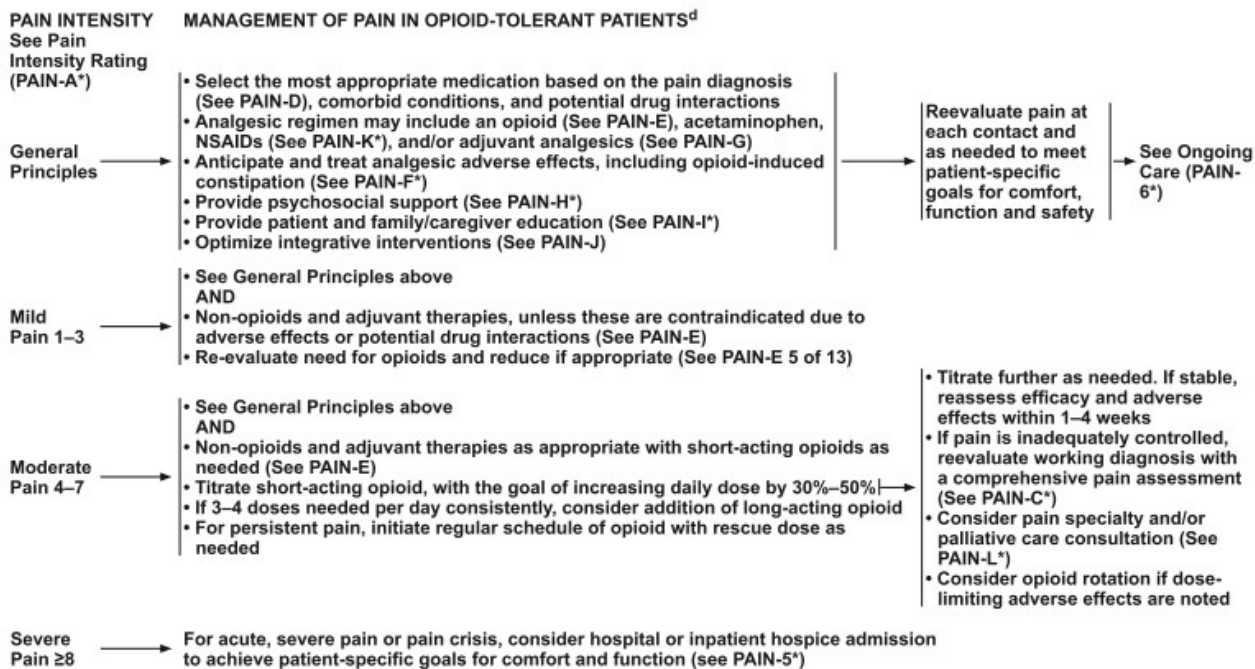 PAIN INTENSITY
See Pain
Intensity Rating
(PAIN-A*)
MANAGEMENT OF PAIN IN OPIOID-TOLERANT PATIENTSᵈ
General
Principles
• Select the most appropriate medication based on the pain diagnosis
(See PAIN-D), comorbid conditions, and potential drug interactions
• Analgesic regimen may include an opioid (See PAIN-E), acetaminophen,
NSAIDs (See PAIN-K*), and/or adjuvant analgesics (See PAIN-G)
• Anticipate and treat analgesic adverse effects, including opioid-induced
constipation (See PAIN-F*)
• Provide psychosocial support (See PAIN-H*)
• Provide patient and family/caregiver education (See PAIN-I*)
• Optimize integrative interventions (See PAIN-J)
Reevaluate pain at
each contact and
as needed to meet
patient-specific
goals for comfort,
function and safety
See Ongoing
Care (PAIN-
6*)
Mild
Pain 1–3
• See General Principles above
AND
• Non-opioids and adjuvant therapies, unless these are contraindicated due to
adverse effects or potential drug interactions (See PAIN-E)
• Re-evaluate need for opioids and reduce if appropriate (See PAIN-E 5 of 13)
Moderate
Pain 4–7
• See General Principles above
AND
• Non-opioids and adjuvant therapies as appropriate with short-acting opioids as
needed (See PAIN-E)
• Titrate short-acting opioid, with the goal of increasing daily dose by 30%–50%
• If 3–4 doses needed per day consistently, consider addition of long-acting opioid
• For persistent pain, initiate regular schedule of opioid with rescue dose as
needed
• Titrate further as needed. If stable,
reassess efficacy and adverse
effects within 1–4 weeks
• If pain is inadequately controlled,
reevaluate working diagnosis with
a comprehensive pain assessment
(See PAIN-C*)
• Consider pain specialty and/or
palliative care consultation (See
PAIN-L*)
• Consider opioid rotation if dose-
limiting adverse effects are noted
Severe
Pain ≥8
For acute, severe pain or pain crisis, consider hospital or inpatient hospice admission
to achieve patient-specific goals for comfort and function (see PAIN-5*)